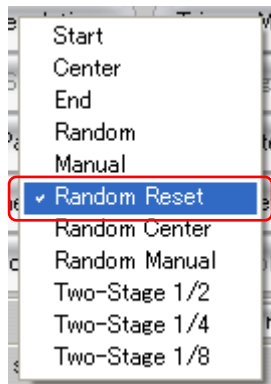 Start
Center
End
Random
Manual
Random Reset
Random Center
Random Manual
Two-Stage 1/2
Two-Stage 1/4
Two-Stage 1/8